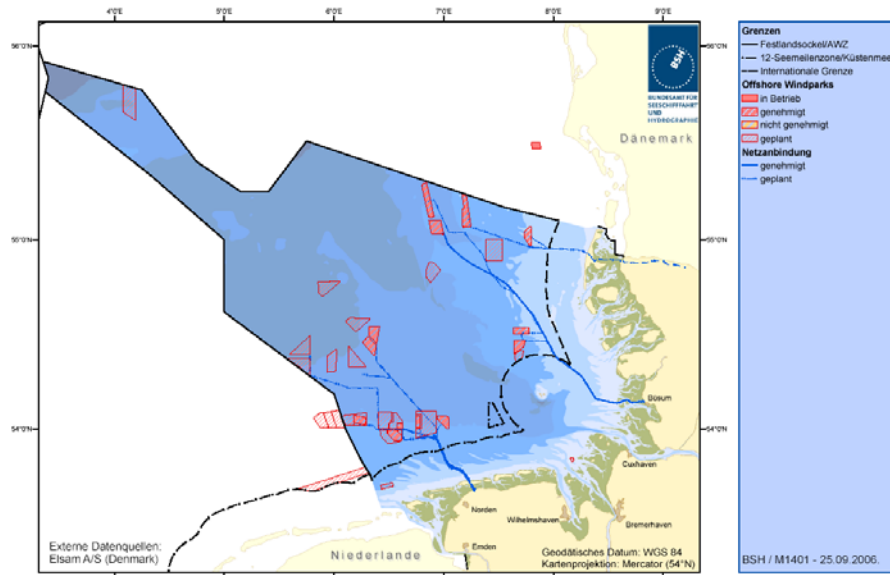 4°0'E 5°0'E 6°0'E 7°0'E 8°0'E 9°0'E
56°0'N
56°0'N
55°0'N
55°0'N
54°0'N
54°0'N
BSH
BUNDESAMT FÜR
SEESCHIFFFAHRT
UND
HYDROGRAPHIE
Dänemark
Büsum
Cuxhaven
Norden
Wilhelmshaven
Bremerhaven
Emden
Niederlande
Externe Datenquellen:
Elsam A/S (Denmark)
Geodätisches Datum: WGS 84
Kartenprojektion: Mercator (54°N)
Grenzen
Festlandsockel/AWZ
12-Seemeilenzone/Küstenmeer
Internationale Grenze
Offshore Windparks
in Betrieb
genehmigt
nicht genehmigt
geplant
Netzanbindung
genehmigt
geplant
BSH / M1401 - 25.09.2006.